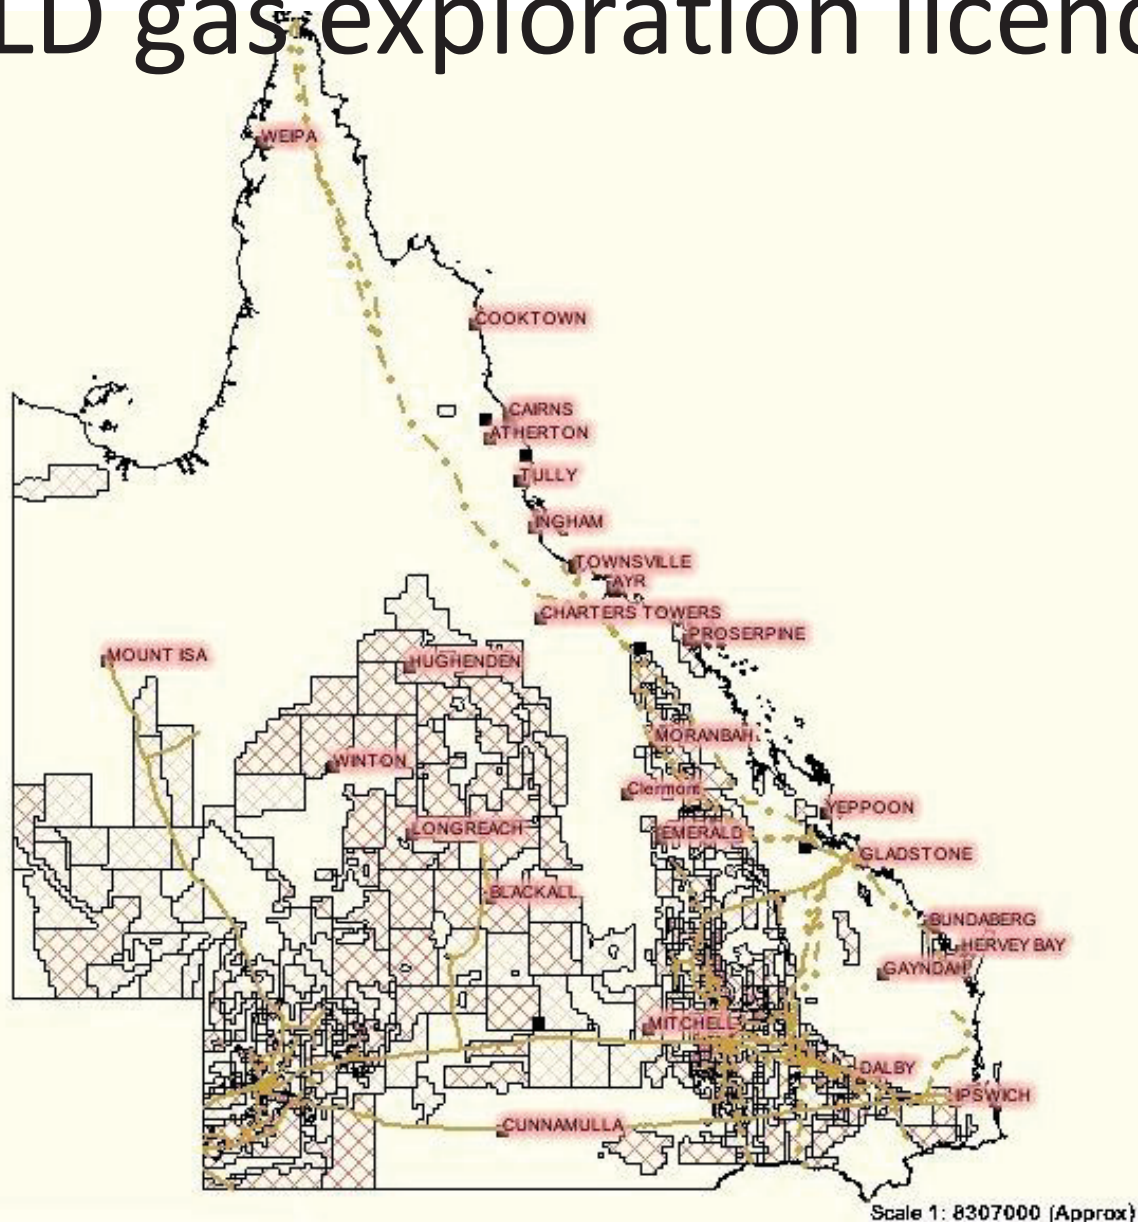 LD gas exploration licenc
WEIPA
COOKTOWN
CAIRNS
ATHERTON
TULLY
INGHAM
TOWNSVILLE
AYR
CHARTERS TOWERS
PROSERPINE
MOUNT ISA
HUGHENDEN
MORANBAH
WINTON
Clermont
YEPPOON
LONGREACH
EMERALD
GLADSTONE
BLACKALL
BUNDABERG
HERVEY BAY
GAYNDAH
MITCHELL
DALBY
IPSWICH
CUNNAMULLA
Scale 1: 8307000 (Approx)